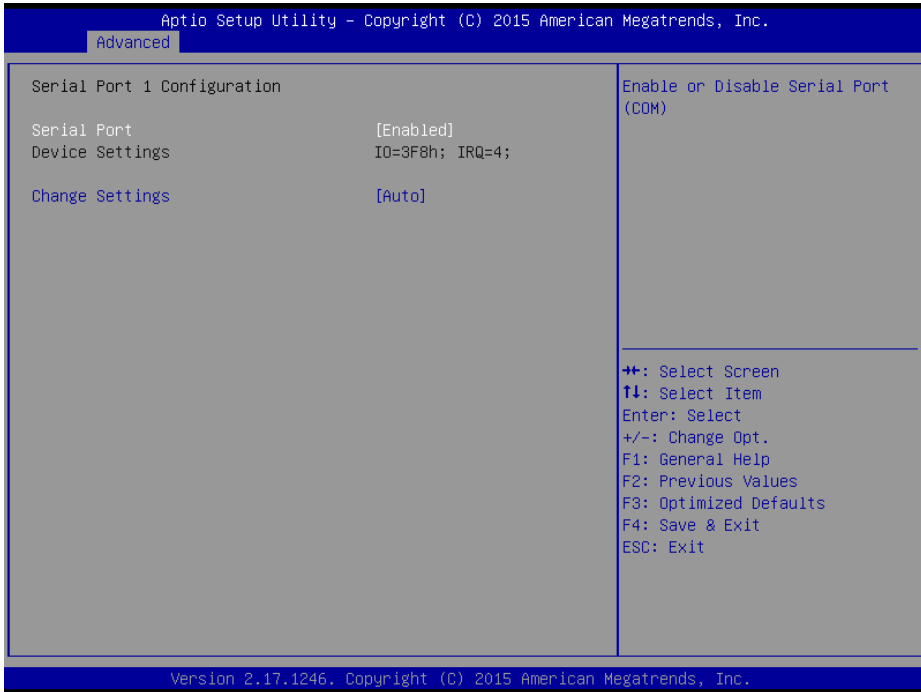 Aptio Setup Utility – Copyright (C) 2015 American Megatrends, Inc.
Advanced
Serial Port 1 Configuration
Serial Port [Enabled]
Device Settings IO=3F8h; IRQ=4;
Change Settings [Auto]
Enable or Disable Serial Port
(COM)
→←: Select Screen
↑↓: Select Item
Enter: Select
+/-: Change Opt.
F1: General Help
F2: Previous Values
F3: Optimized Defaults
F4: Save & Exit
ESC: Exit
Version 2.17.1246. Copyright (C) 2015 American Megatrends, Inc.